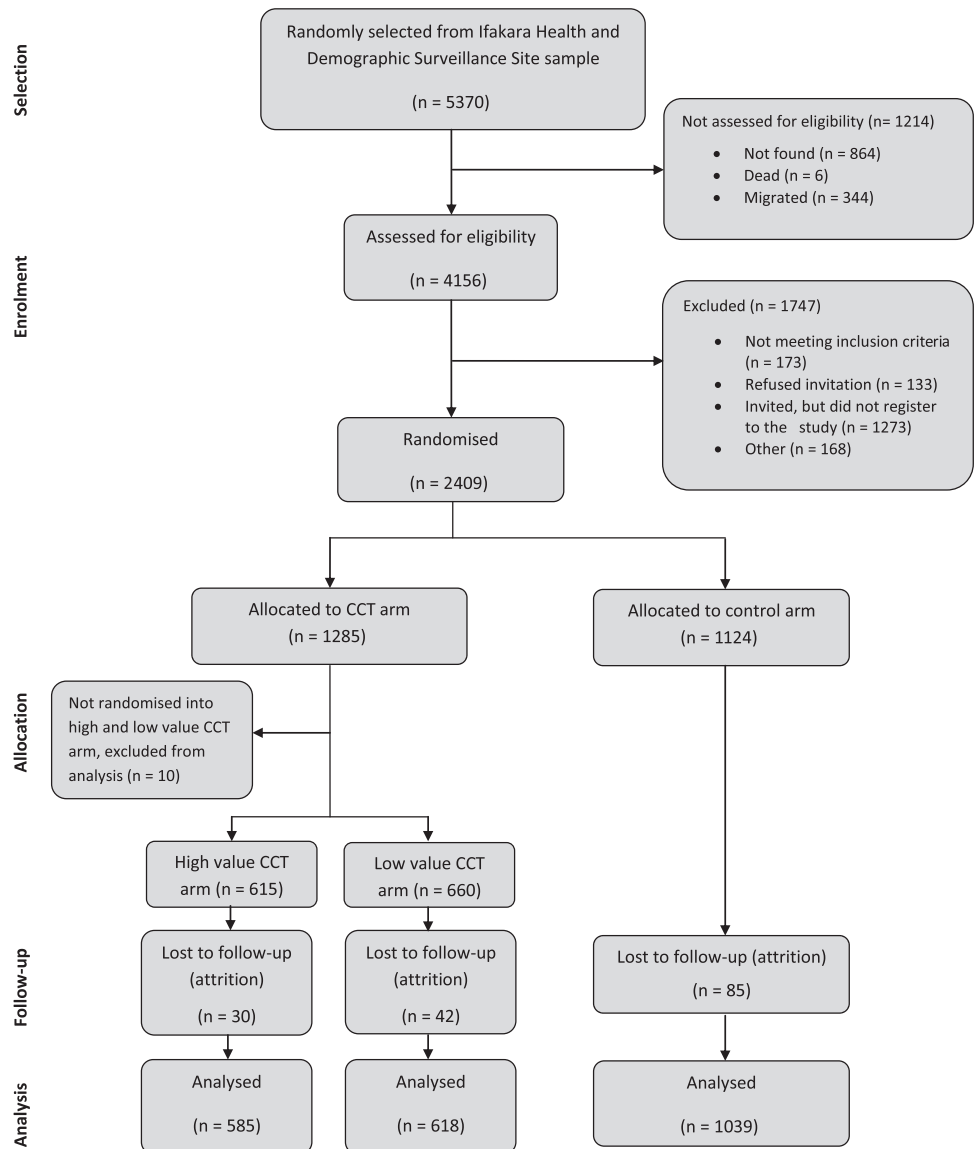 Selection
Randomly selected from Ifakara Health and
Demographic Surveillance Site sample
(n = 5370)
Not assessed for eligibility (n= 1214)
• Not found (n = 864)
• Dead (n = 6)
• Migrated (n = 344)
Enrolment
Assessed for eligibility
(n = 4156)
Excluded (n = 1747)
• Not meeting inclusion criteria
(n = 173)
• Refused invitation (n = 133)
• Invited, but did not register
to the study (n = 1273)
• Other (n = 168)
Randomised
(n = 2409)
Allocation
Allocated to CCT arm
(n = 1285)
Allocated to control arm
(n = 1124)
Not randomised into
high and low value CCT
arm, excluded from
analysis (n = 10)
High value CCT
arm (n = 615)
Low value CCT
arm (n = 660)
Follow-up
Lost to follow-up
(attrition)
(n = 30)
Lost to follow-up
(attrition)
(n = 42)
Lost to follow-up (attrition)
(n = 85)
Analysis
Analysed
(n = 585)
Analysed
(n = 618)
Analysed
(n = 1039)